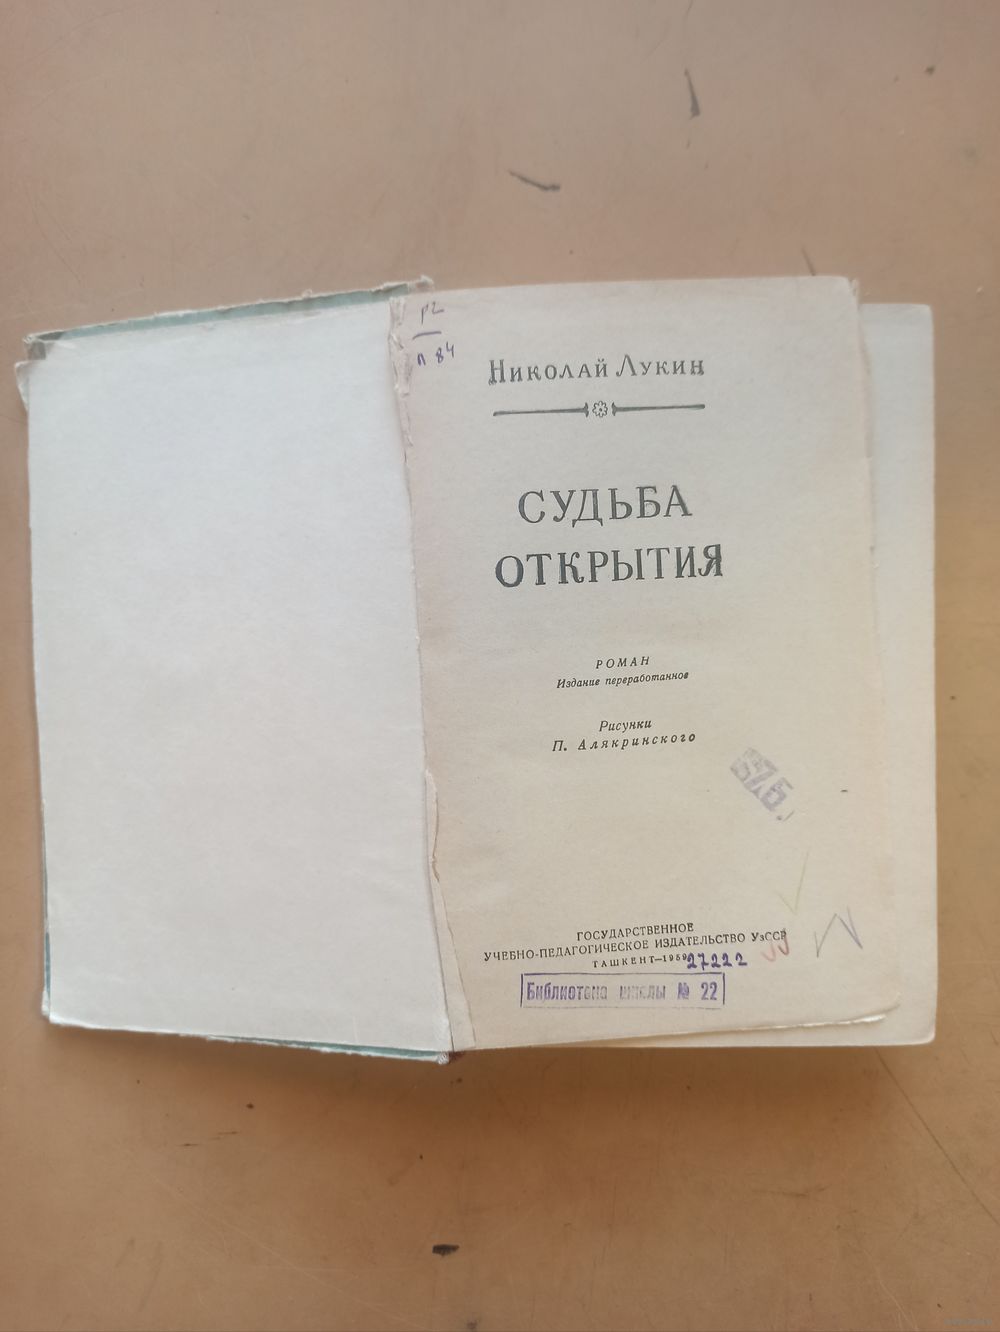 р2
л 84
Николай Лукин
СУДЬБА
ОТКРЫТИЯ
РОМАН
Издание переработанное
Рисунки
П. Алякринского
ГОСУДАРСТВЕННОЕ
УЧЕБНО-ПЕДАГОГИЧЕСКОЕ ИЗДАТЕЛЬСТВО УзССР
ТАШКЕНТ—1959
27222
Библиотека школы № 22